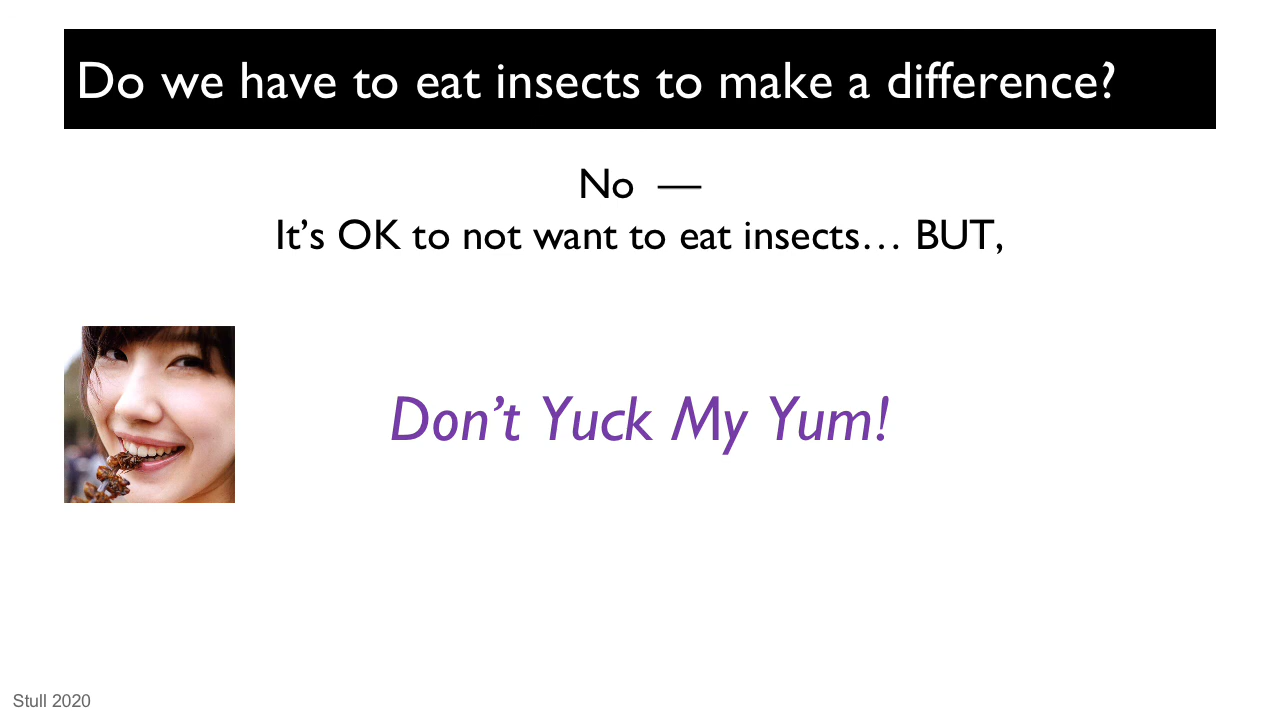 Do we have to eat insects to make a difference?
No —
It’s OK to not want to eat insects… BUT,
Don’t Yuck My Yum!
Stull 2020